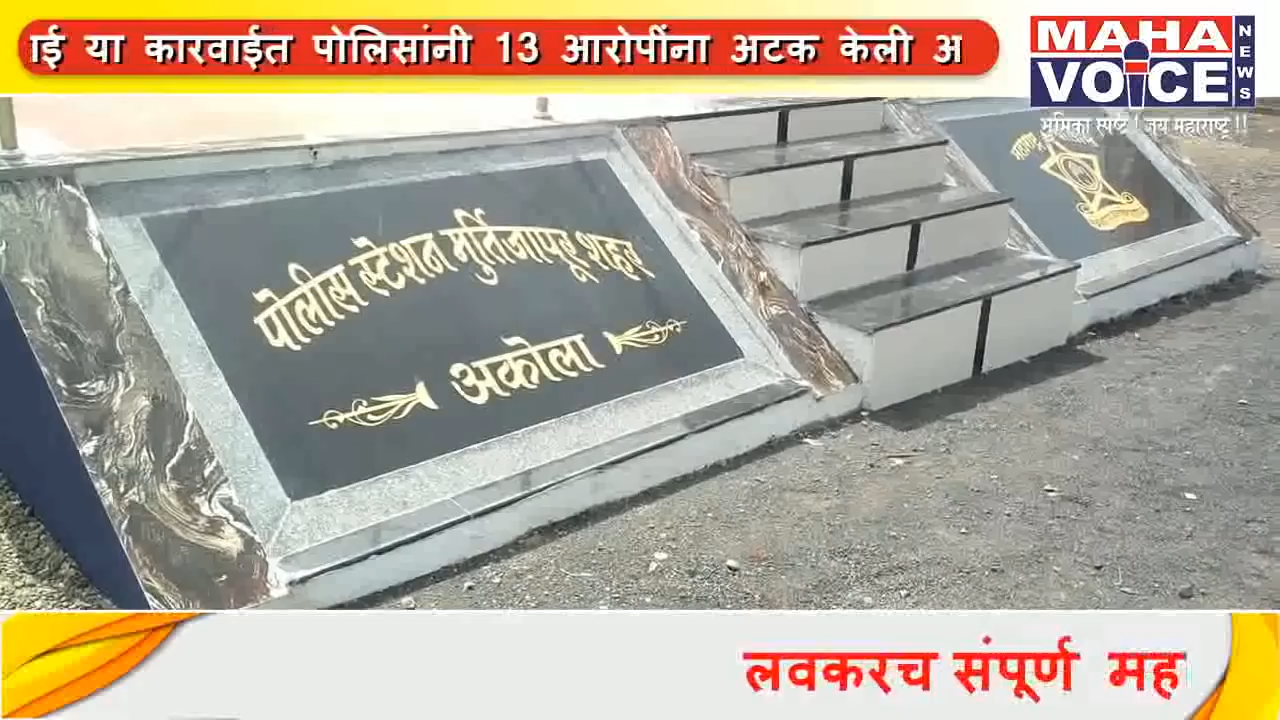 ाई या कारवाईत पोलिसांनी 13 आरोपींना अटक केली अ
MAHA
VOICE
NEWS
भूमिका स्पष्ट ! जय महाराष्ट्र !!
पोलीस स्टेशन मुर्तिजापूर शहर
अकोला
लवकरच संपूर्ण मह